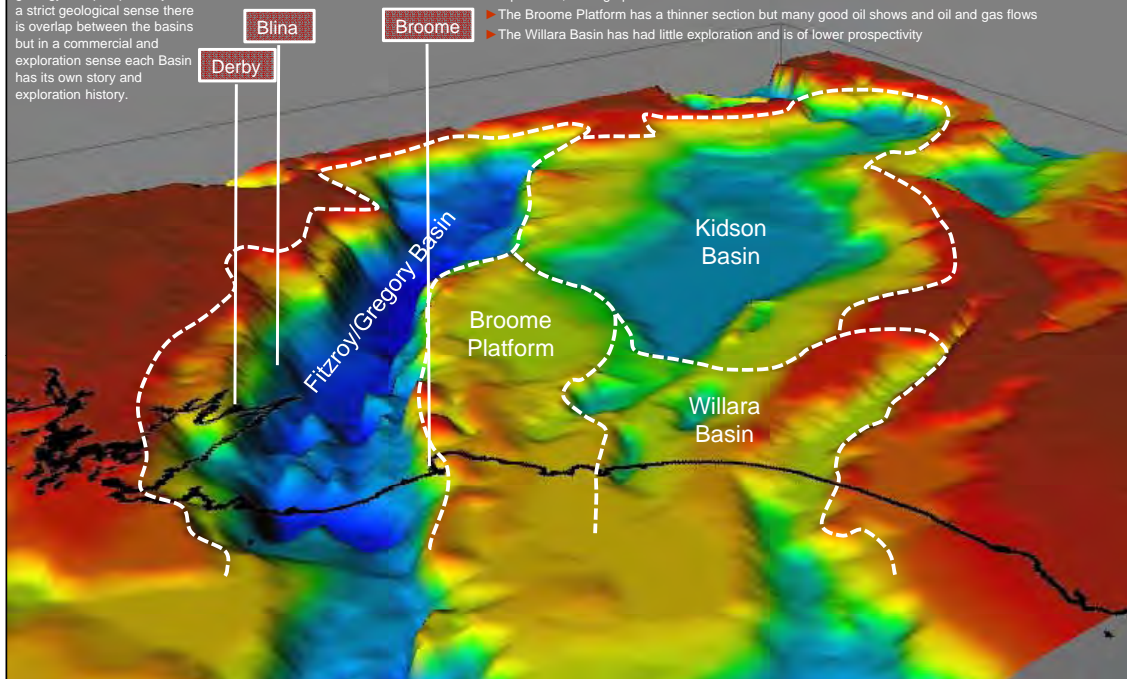 a strict geological sense there
is overlap between the basins
but in a commercial and
exploration sense each Basin
has its own story and
exploration history.
▶The Broome Platform has a thinner section but many good oil shows and oil and gas flows
▶The Willara Basin has had little exploration and is of lower prospectivity
Blina
Broome
Derby
Fitzroy/Gregory Basin
Kidson
Basin
Broome
Platform
Willara
Basin